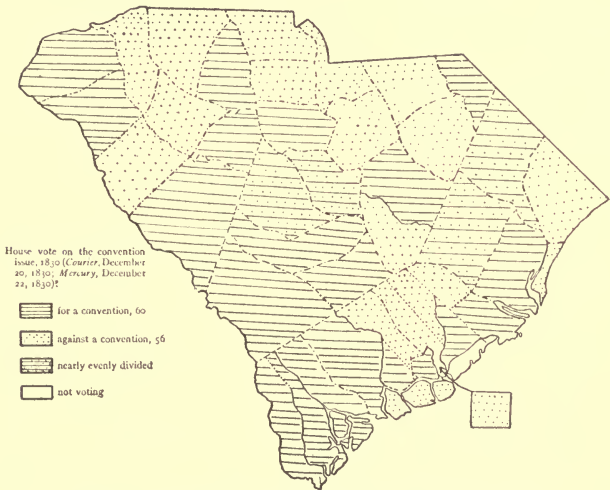 House vote on the convention
issue, 1830 (Courier, December
20, 1830; Mercury, December
22, 1830):
for a convention, 60
against a convention, 56
nearly evenly divided
not voting